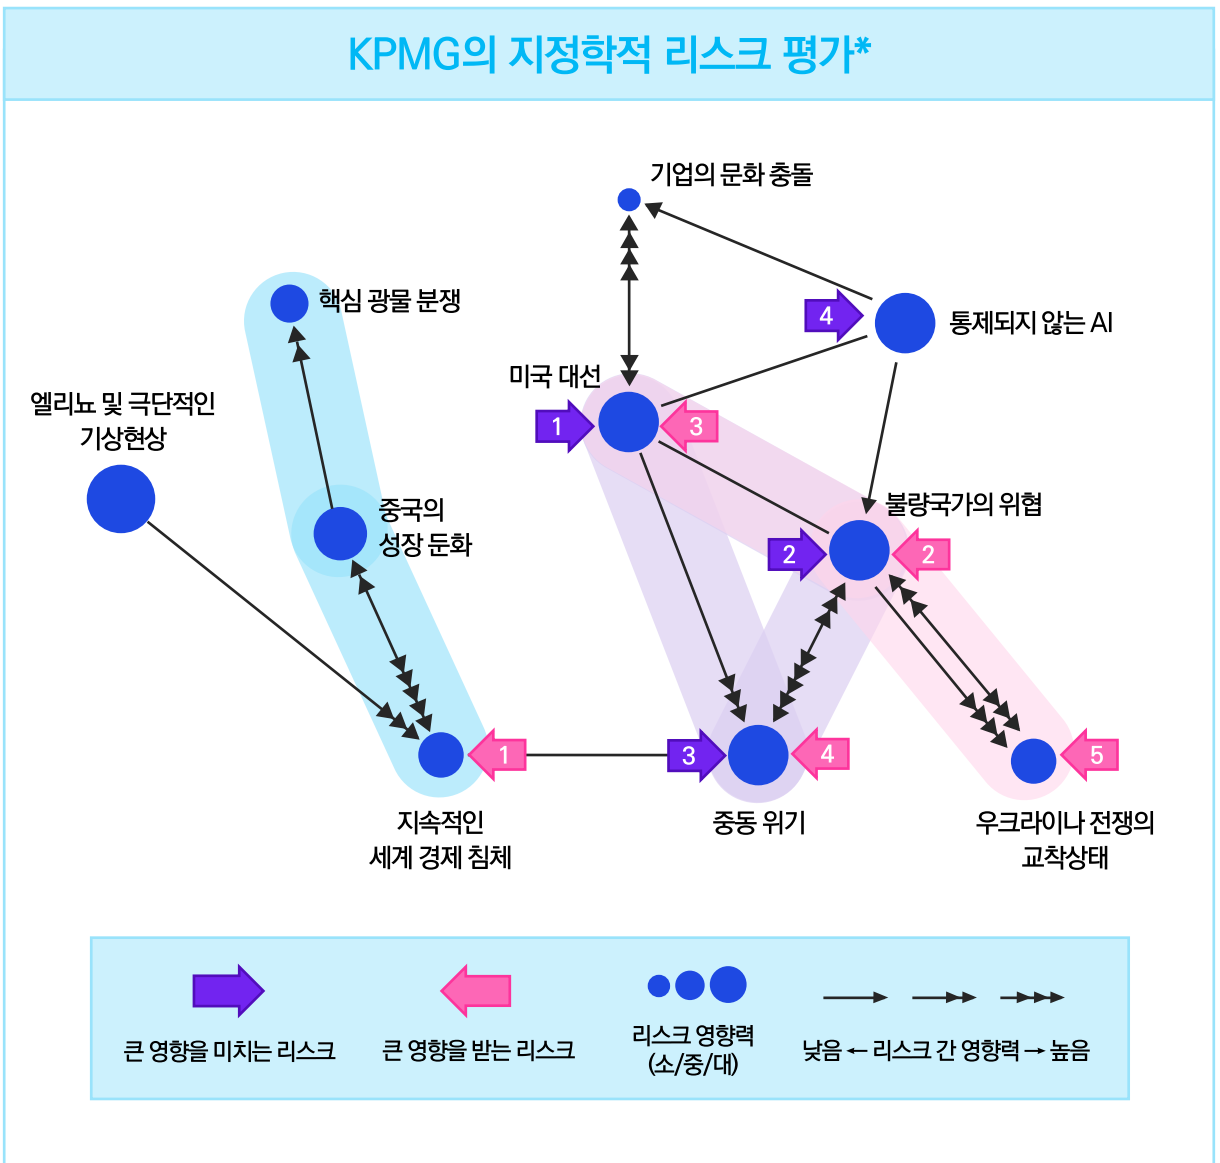 KPMG의 지정학적 리스크 평가*
기업의 문화 충돌
핵심 광물 분쟁
4
통제되지 않는 AI
미국 대선
엘리뇨 및 극단적인
기상현상
1
3
중국의
성장 둔화
불량국가의 위협
2
2
1
3
4
5
지속적인
세계 경제 침체
중동 위기
우크라이나 전쟁의
교착상태
큰 영향을 미치는 리스크
큰 영향을 받는 리스크
리스크 영향력
(소/중/대)
낮음 ← 리스크 간 영향력 → 높음